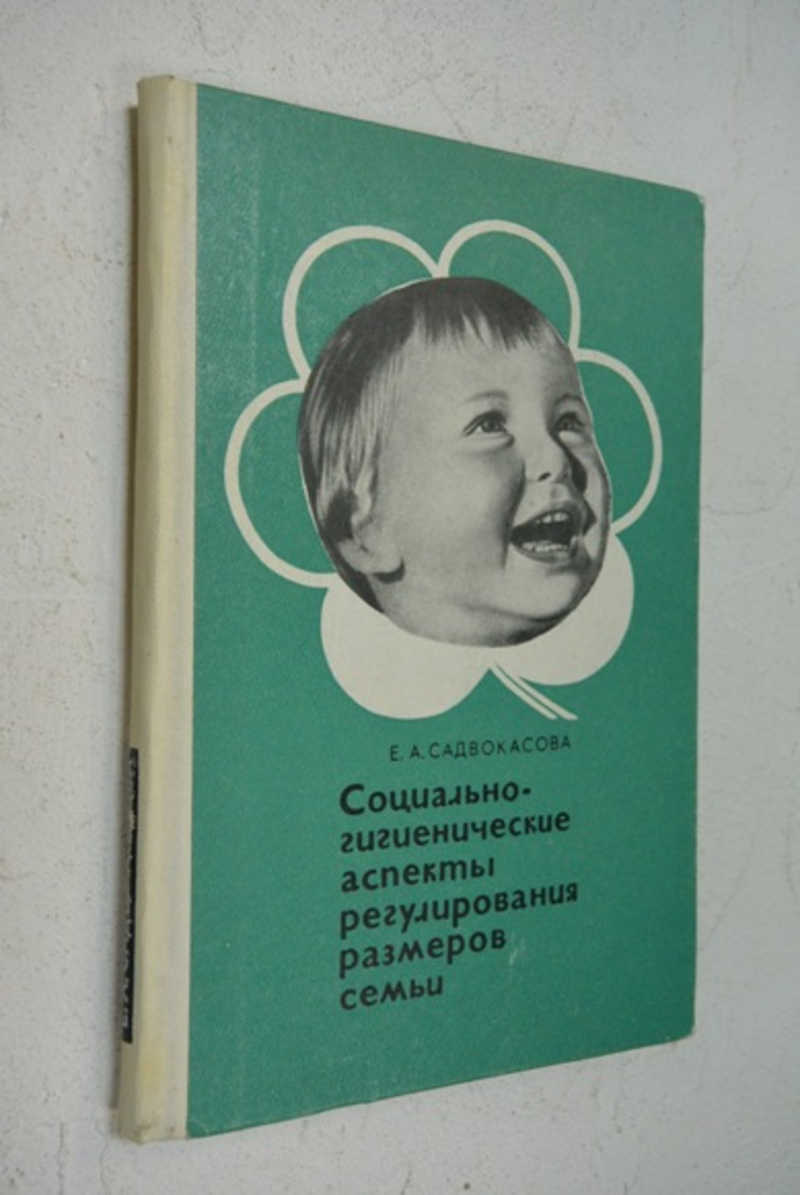 Е. А. САДВОКАСОВА
Социально-
гигиенические
аспекты
регулирования
размеров
семьи